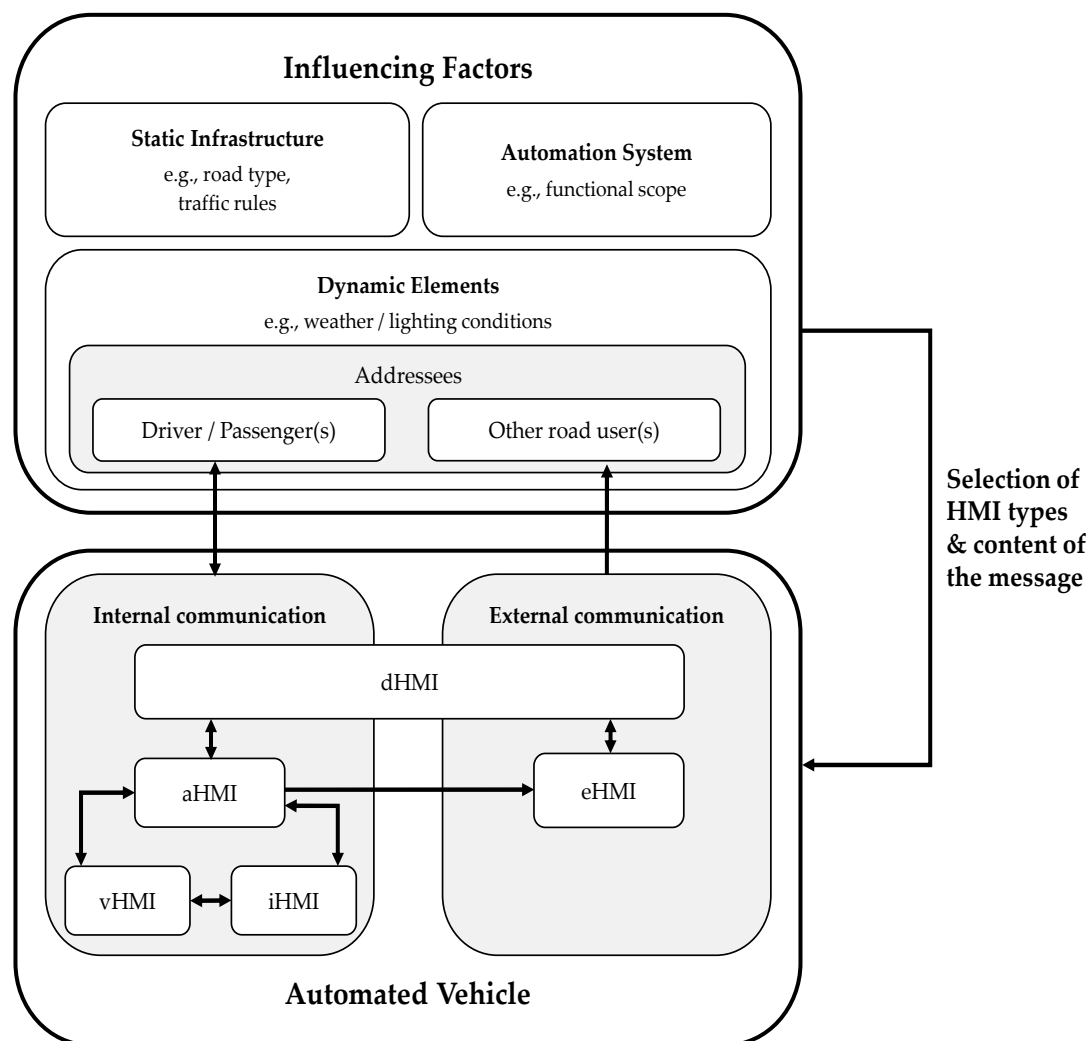 Influencing Factors
Static Infrastructure
e.g., road type,
traffic rules
Automation System
e.g., functional scope
Dynamic Elements
e.g., weather / lighting conditions
Addressees
Driver / Passenger(s)
Other road user(s)
Selection of
HMI types
& content of
the message
Internal communication
External communication
dHMI
aHMI
eHMI
vHMI
iHMI
Automated Vehicle